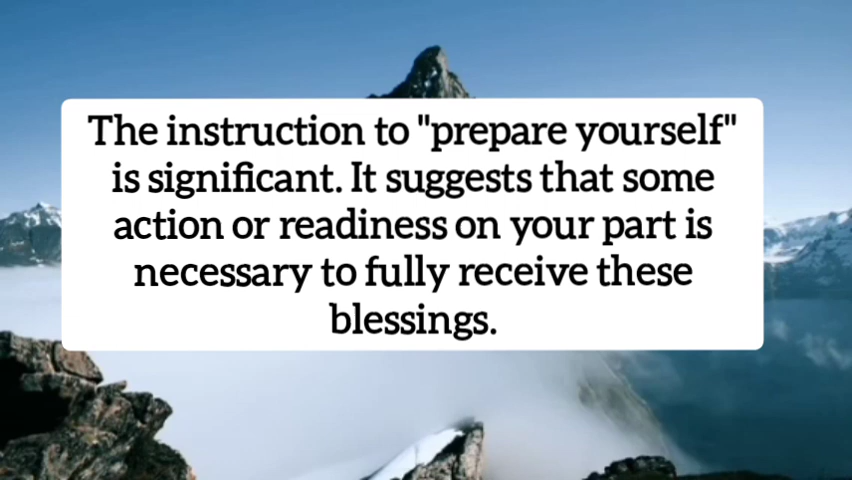 The instruction to "prepare yourself"
is significant. It suggests that some
action or readiness on your part is
necessary to fully receive these
blessings.